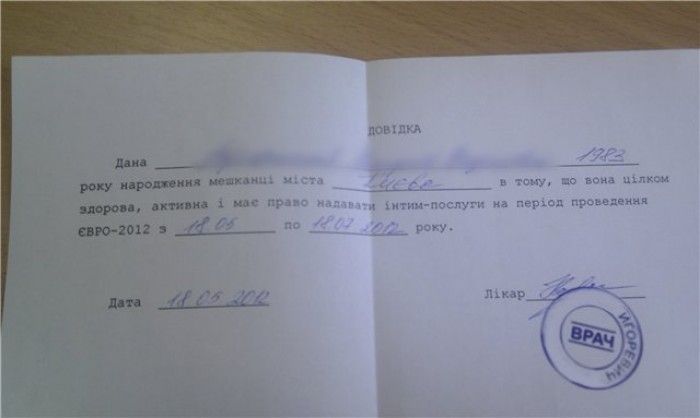 ДОВІДКА
Дана 1983
року народження мешканці міста Києва в тому, що вона цілком
здорова, активна і має право надавати інтим-послуги на період проведення
ЄВРО-2012 з 18.05 по 18.07.2012 року.
Дата 18.05.2012 Лікар
ВРАЧ
ИГОРЕВИЧ